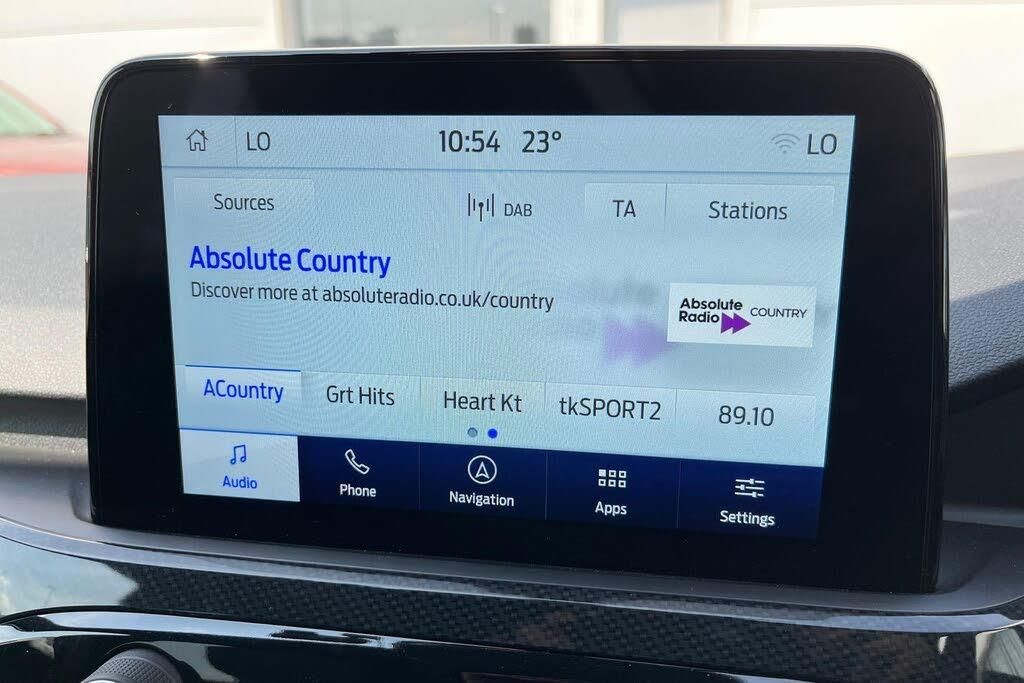 LO 10:54 23° LO
Sources DAB TA Stations
Absolute Country
Discover more at absoluteradio.co.uk/country
Absolute
Radio COUNTRY
ACountry Grt Hits Heart Kt tkSPORT2 89.10
Audio Phone Navigation Apps Settings